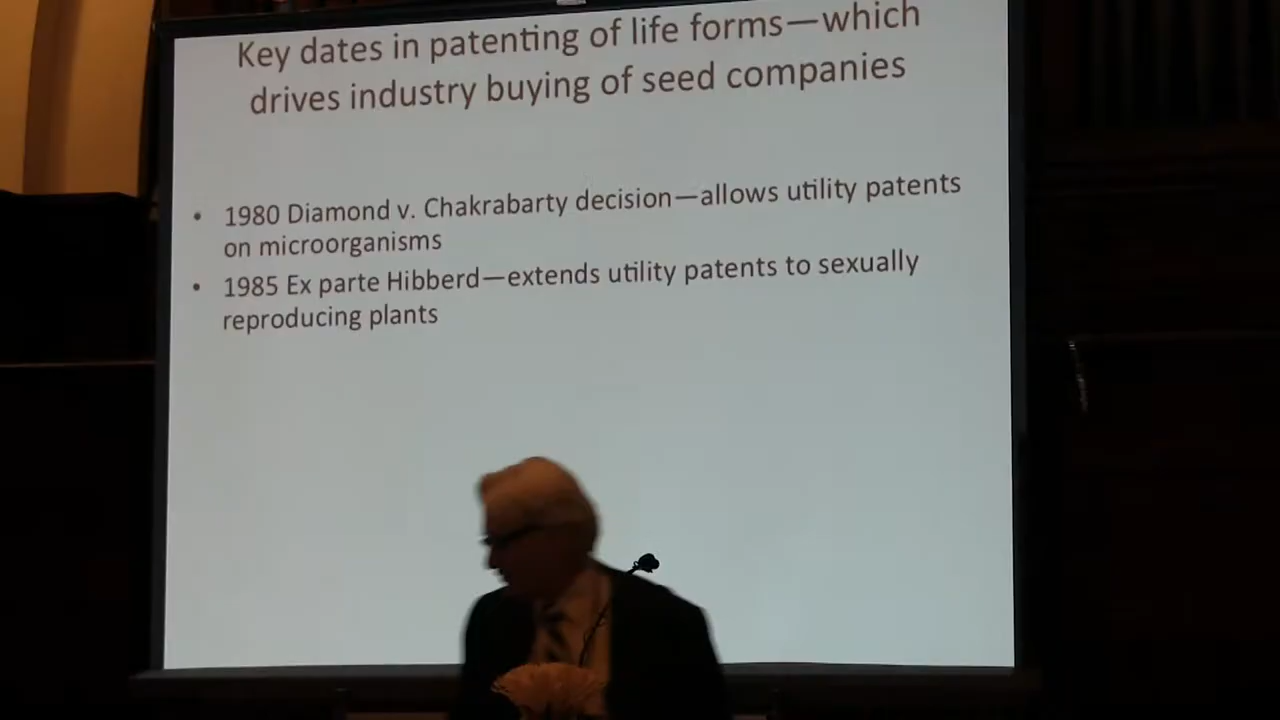 Key dates in patenting of life forms—which
drives industry buying of seed companies
• 1980 Diamond v. Chakrabarty decision—allows utility patents
on microorganisms
• 1985 Ex parte Hibberd—extends utility patents to sexually
reproducing plants